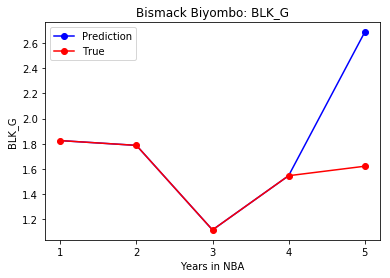 Bismack Biyombo: BLK_G
Prediction
True
BLK_G
2.6
2.4
2.2
2.0
1.8
1.6
1.4
1.2
1 2 3 4 5
Years in NBA